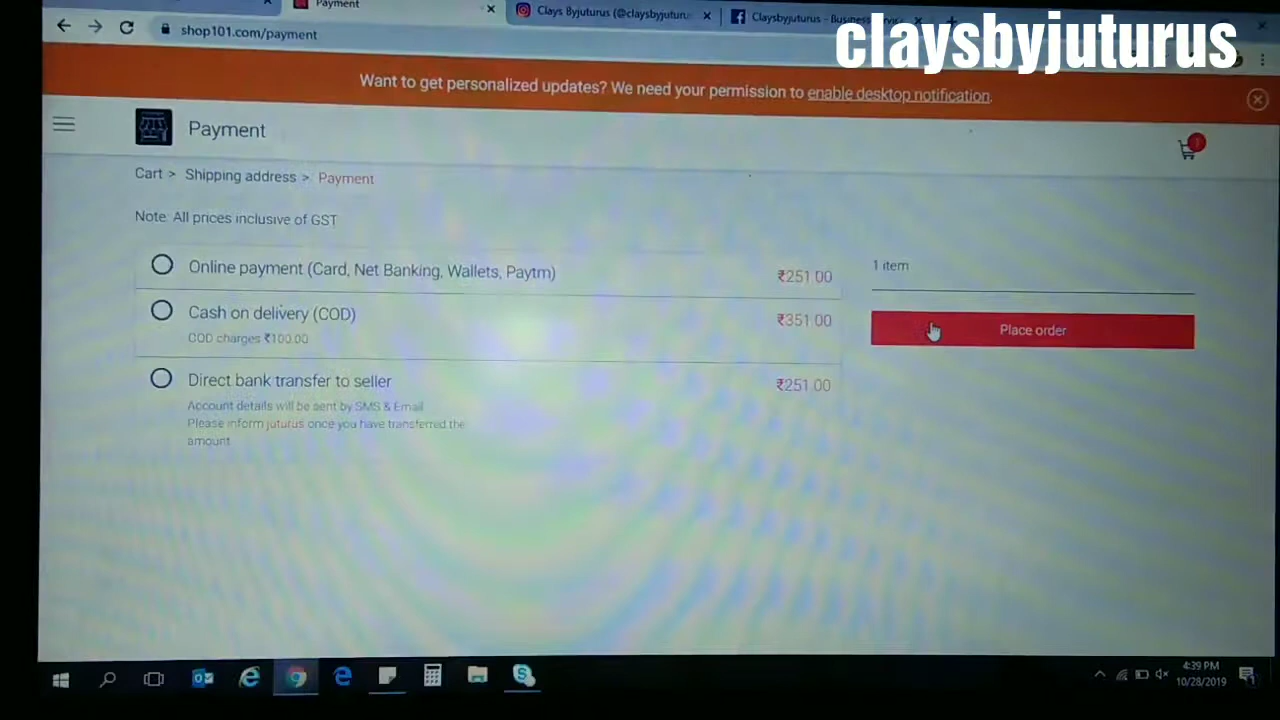 Payment
Clays Byjuturus (@claysbyjuturu
Claysbyjuturus - Business
claysbyjuturus
shop101.com/payment
Want to get personalized updates? We need your permission to enable desktop notification.
Payment
1
Cart > Shipping address > Payment
Note: All prices inclusive of GST
Online payment (Card, Net Banking, Wallets, Paytm)
₹251.00
1 item
Cash on delivery (COD)
₹351.00
COD charges ₹100.00
Place order
Direct bank transfer to seller
₹251.00
Account details will be sent by SMS & Email
Please inform juturus once you have transferred the
amount
4:39 PM
10/28/2019